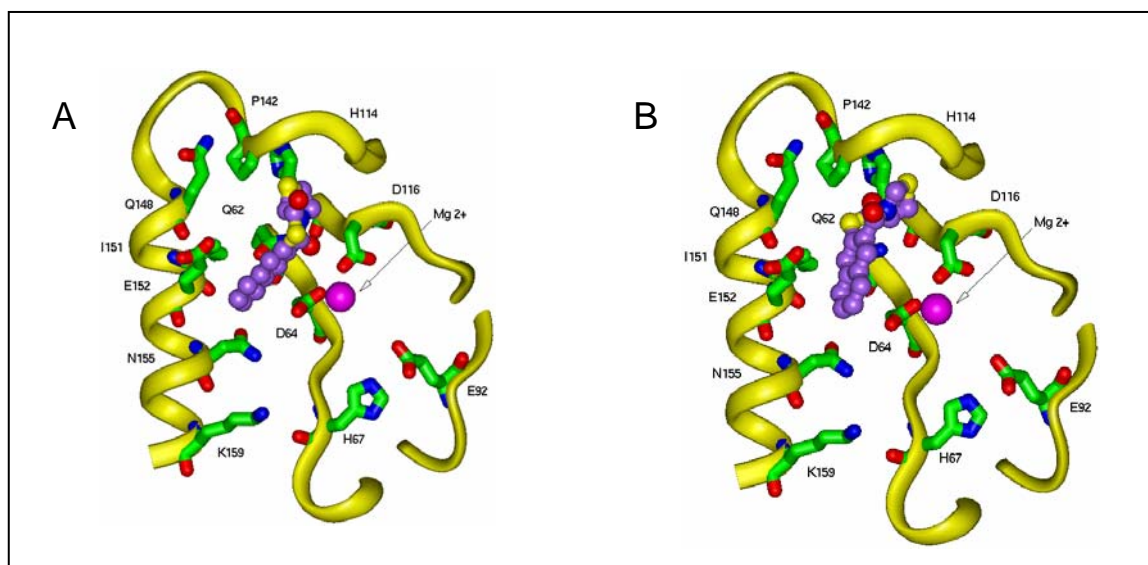 A
P142
H114
Q148
Q62
D116
Mg 2+
I151
E152
D64
N155
E92
H67
K159
B
P142
H114
Q148
Q62
D116
Mg 2+
I151
E152
D64
N155
E92
H67
K159